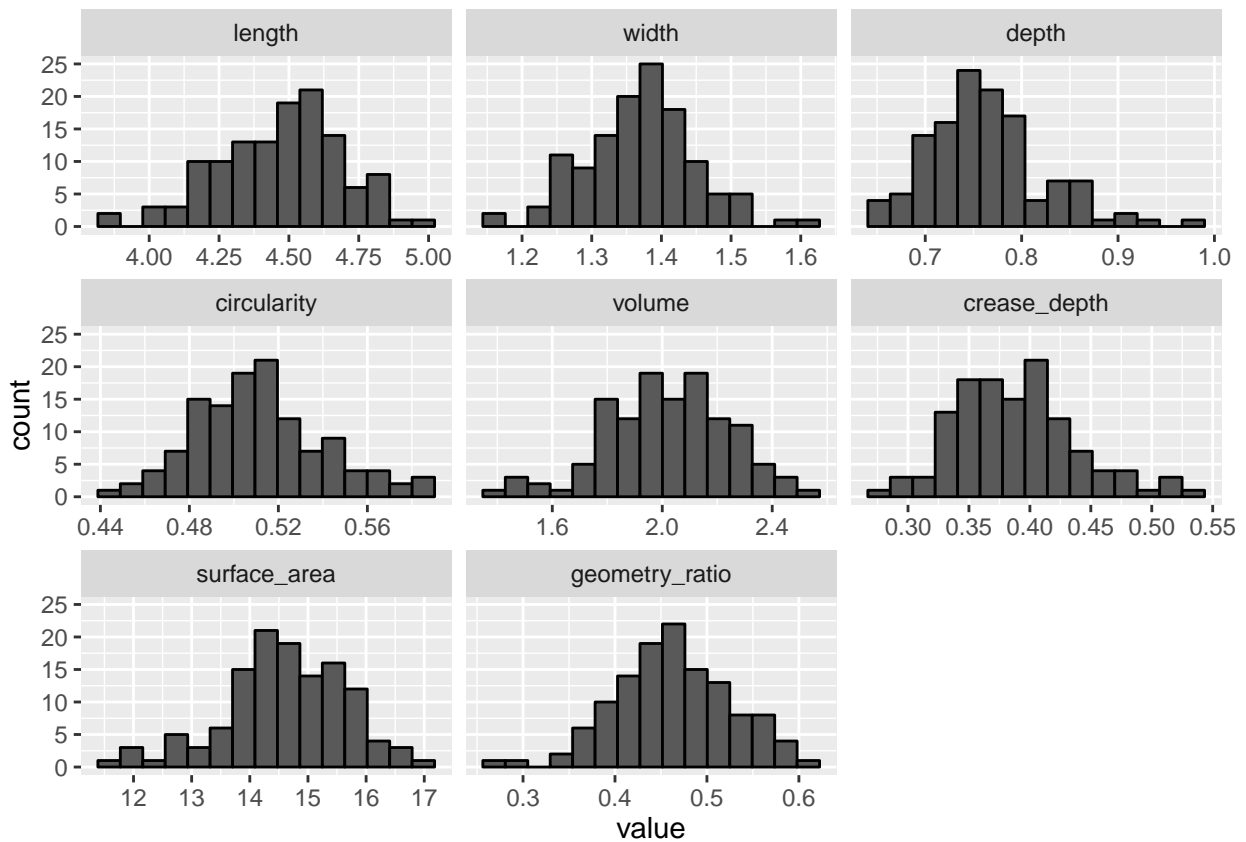 length width depth
25
20
15
10
5
0
4.00 4.25 4.50 4.75 5.00 1.2 1.3 1.4 1.5 1.6 0.7 0.8 0.9 1.0
circularity volume crease_depth
25
20
15
10
5
0
0.44 0.48 0.52 0.56 1.6 2.0 2.4 0.30 0.35 0.40 0.45 0.50 0.55
surface_area geometry_ratio
25
20
15
10
5
0
12 13 14 15 16 17 0.3 0.4 0.5 0.6
count
value